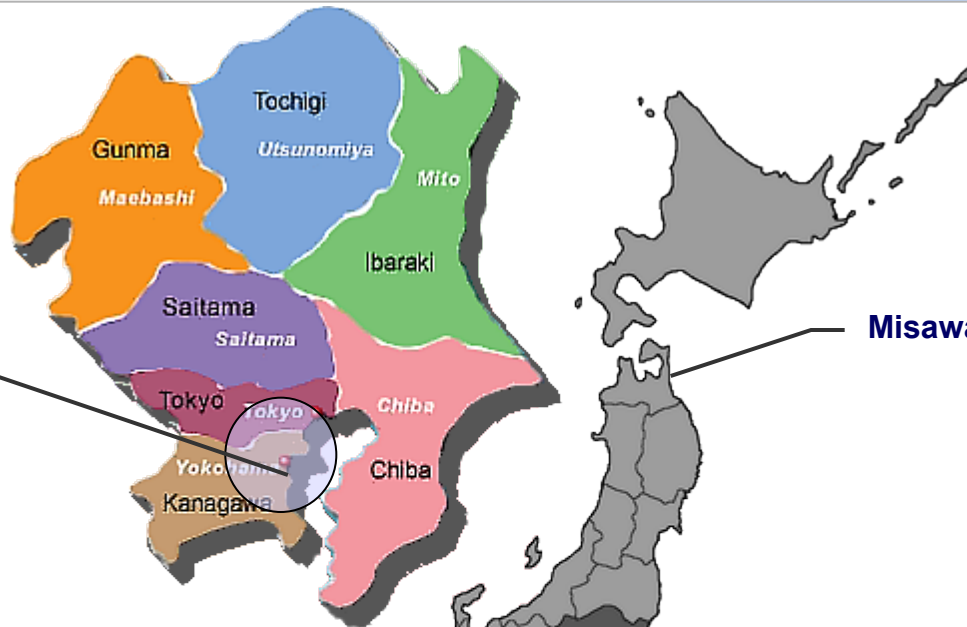 Tochigi
Utsunomiya
Gunma
Maebashi
Mito
Ibaraki
Saitama
Saitama
Misawa
Tokyo
Tokyo
Chiba
Chiba
Yokohama
Kanagawa